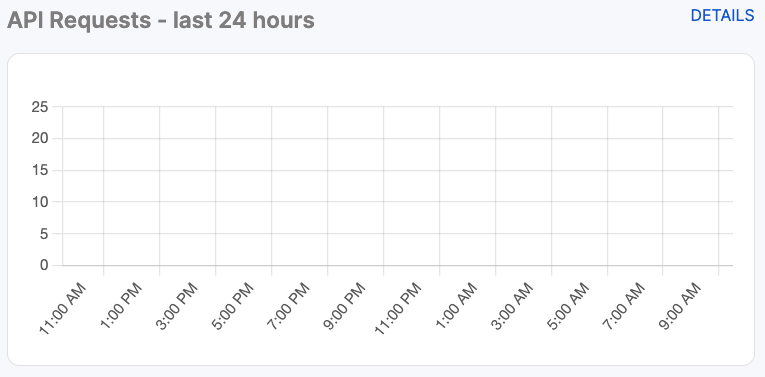 API Requests - last 24 hours
DETAILS
25
20
15
10
5
0
11:00 AM
1:00 PM
3:00 PM
5:00 PM
7:00 PM
9:00 PM
11:00 PM
1:00 AM
3:00 AM
5:00 AM
7:00 AM
9:00 AM